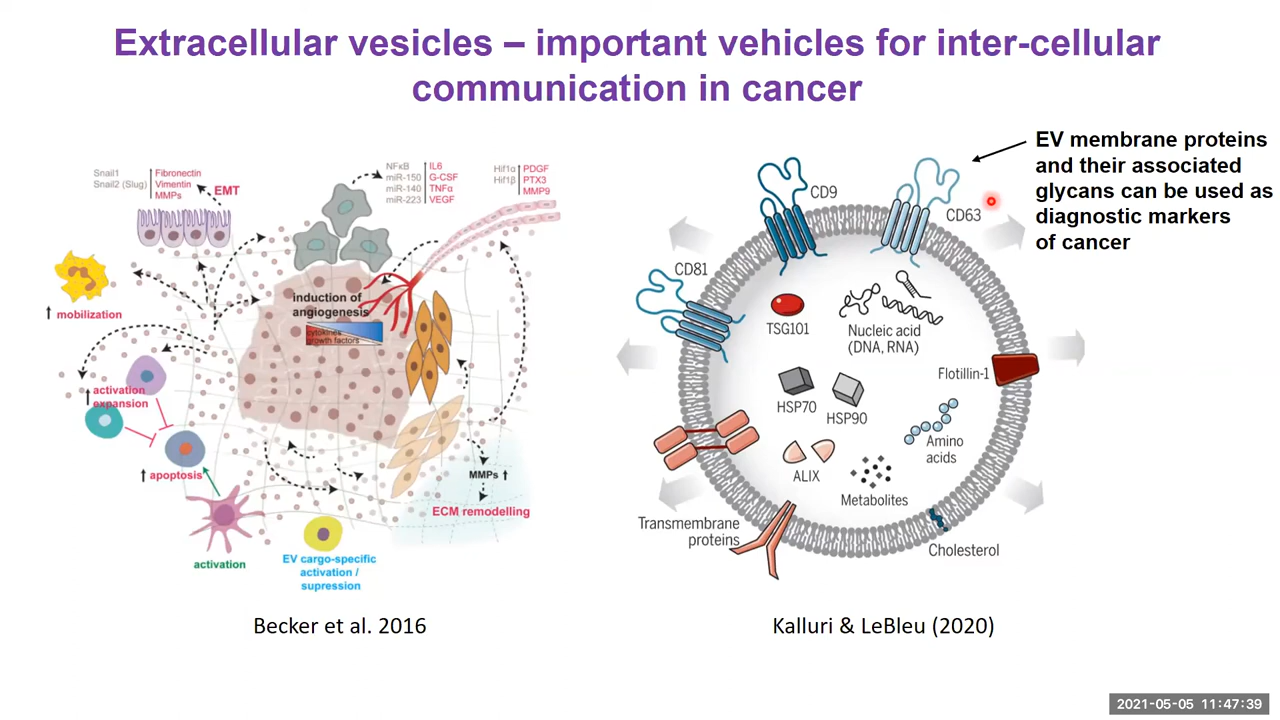 Extracellular vesicles – important vehicles for inter-cellular
communication in cancer
Snail1
Snail2 (Slug)
Fibronectin
Vimentin
MMPs
EMT
NFκB
miR-150
miR-140
miR-223
IL6
G-CSF
TNFα
VEGF
Hif1α
Hif1β
PDGF
PTX3
MMP9
mobilization
induction of
angiogenesis
cytokines
growth factors
activation
expansion
apoptosis
activation
EV cargo-specific
activation /
supression
MMPs
ECM remodelling
Becker et al. 2016
EV membrane proteins
and their associated
glycans can be used as
diagnostic markers
of cancer
CD9
CD63
CD81
TSG101
Nucleic acid
(DNA, RNA)
Flotillin-1
HSP70
HSP90
Amino
acids
ALIX
Metabolites
Transmembrane
proteins
Cholesterol
Kalluri & LeBleu (2020)
2021-05-05 11:47:39